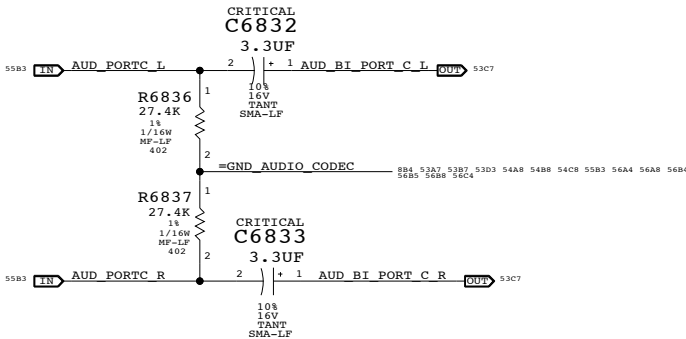 CRITICAL
C6832
3.3UF
55B3 IN AUD_PORTC_L 2 + 1 AUD_BI_PORT_C_L OUT 53C7
10%
16V
TANT
SMA-LF
1
R6836
27.4K
1%
1/16W
MF-LF
402
2
=GND_AUDIO_CODEC 8B4 53A7 53B7 53D3 54A8 54B8 54C8 55B3 56A4 56A8 56B4
56B5 56B8 56C4
1
R6837
27.4K
1%
1/16W
MF-LF
402
2
CRITICAL
C6833
3.3UF
55B3 IN AUD_PORTC_R 2 + 1 AUD_BI_PORT_C_R OUT 53C7
10%
16V
TANT
SMA-LF